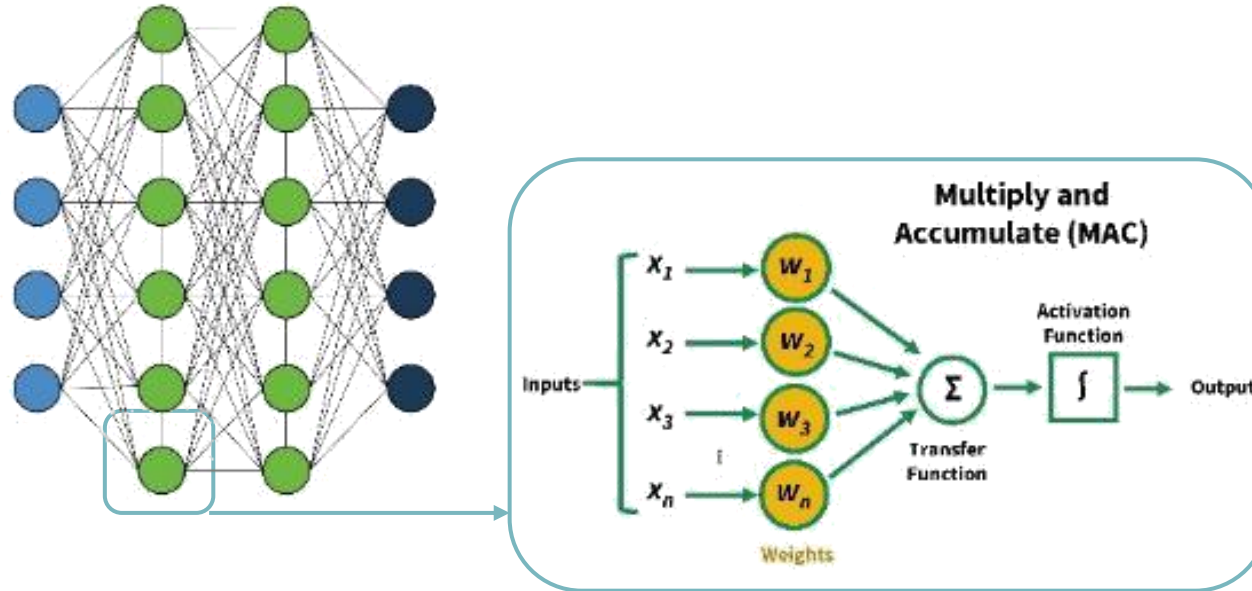 Multiply and
Accumulate (MAC)
Inputs
X1
X2
X3
Xn
W1
W2
W3
Wn
Weights
Σ
Transfer
Function
Activation
Function
∫
Output